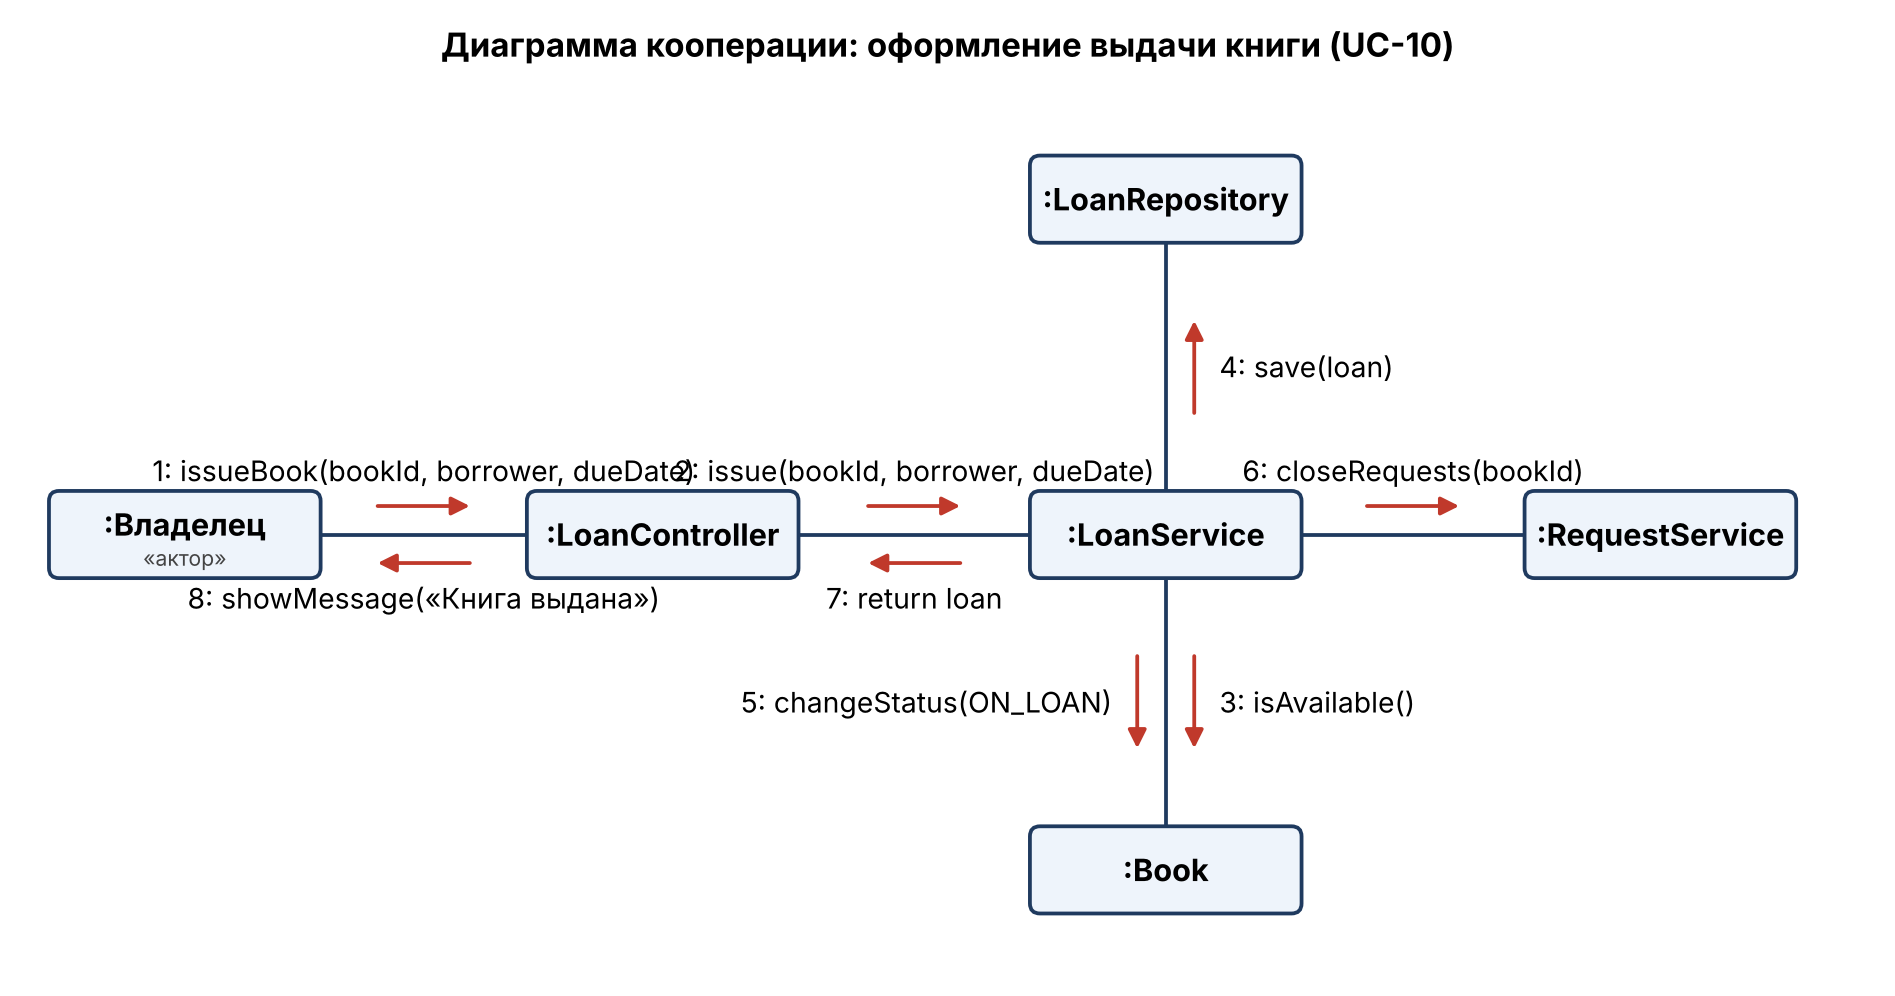 Диаграмма кооперации: оформление выдачи книги (UC-10)
:LoanRepository
4: save(loan)
1: issueBook(bookId, borrower, dueDate)
2: issue(bookId, borrower, dueDate)
6: closeRequests(bookId)
:Владелец
«актор»
:LoanController
:LoanService
:RequestService
8: showMessage(«Книга выдана»)
7: return loan
5: changeStatus(ON_LOAN)
3: isAvailable()
:Book